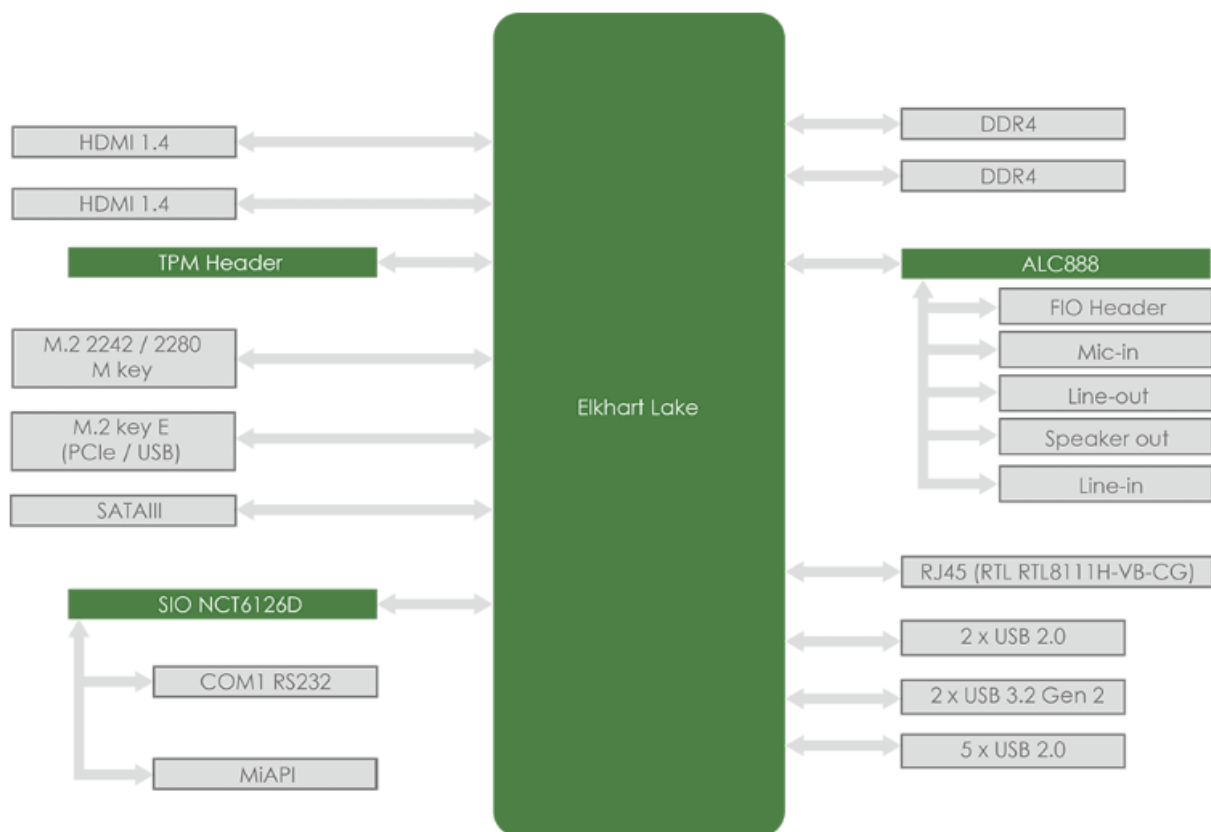 HDMI 1.4
HDMI 1.4
TPM Header
M.2 2242 / 2280
M key
M.2 key E
(PCIe / USB)
SATAIII
SIO NCT6126D
COM1 RS232
MiAPI
Elkhart Lake
DDR4
DDR4
ALC888
FIO Header
Mic-in
Line-out
Speaker out
Line-in
RJ45 (RTL RTL8111H-VB-CG)
2 x USB 2.0
2 x USB 3.2 Gen 2
5 x USB 2.0